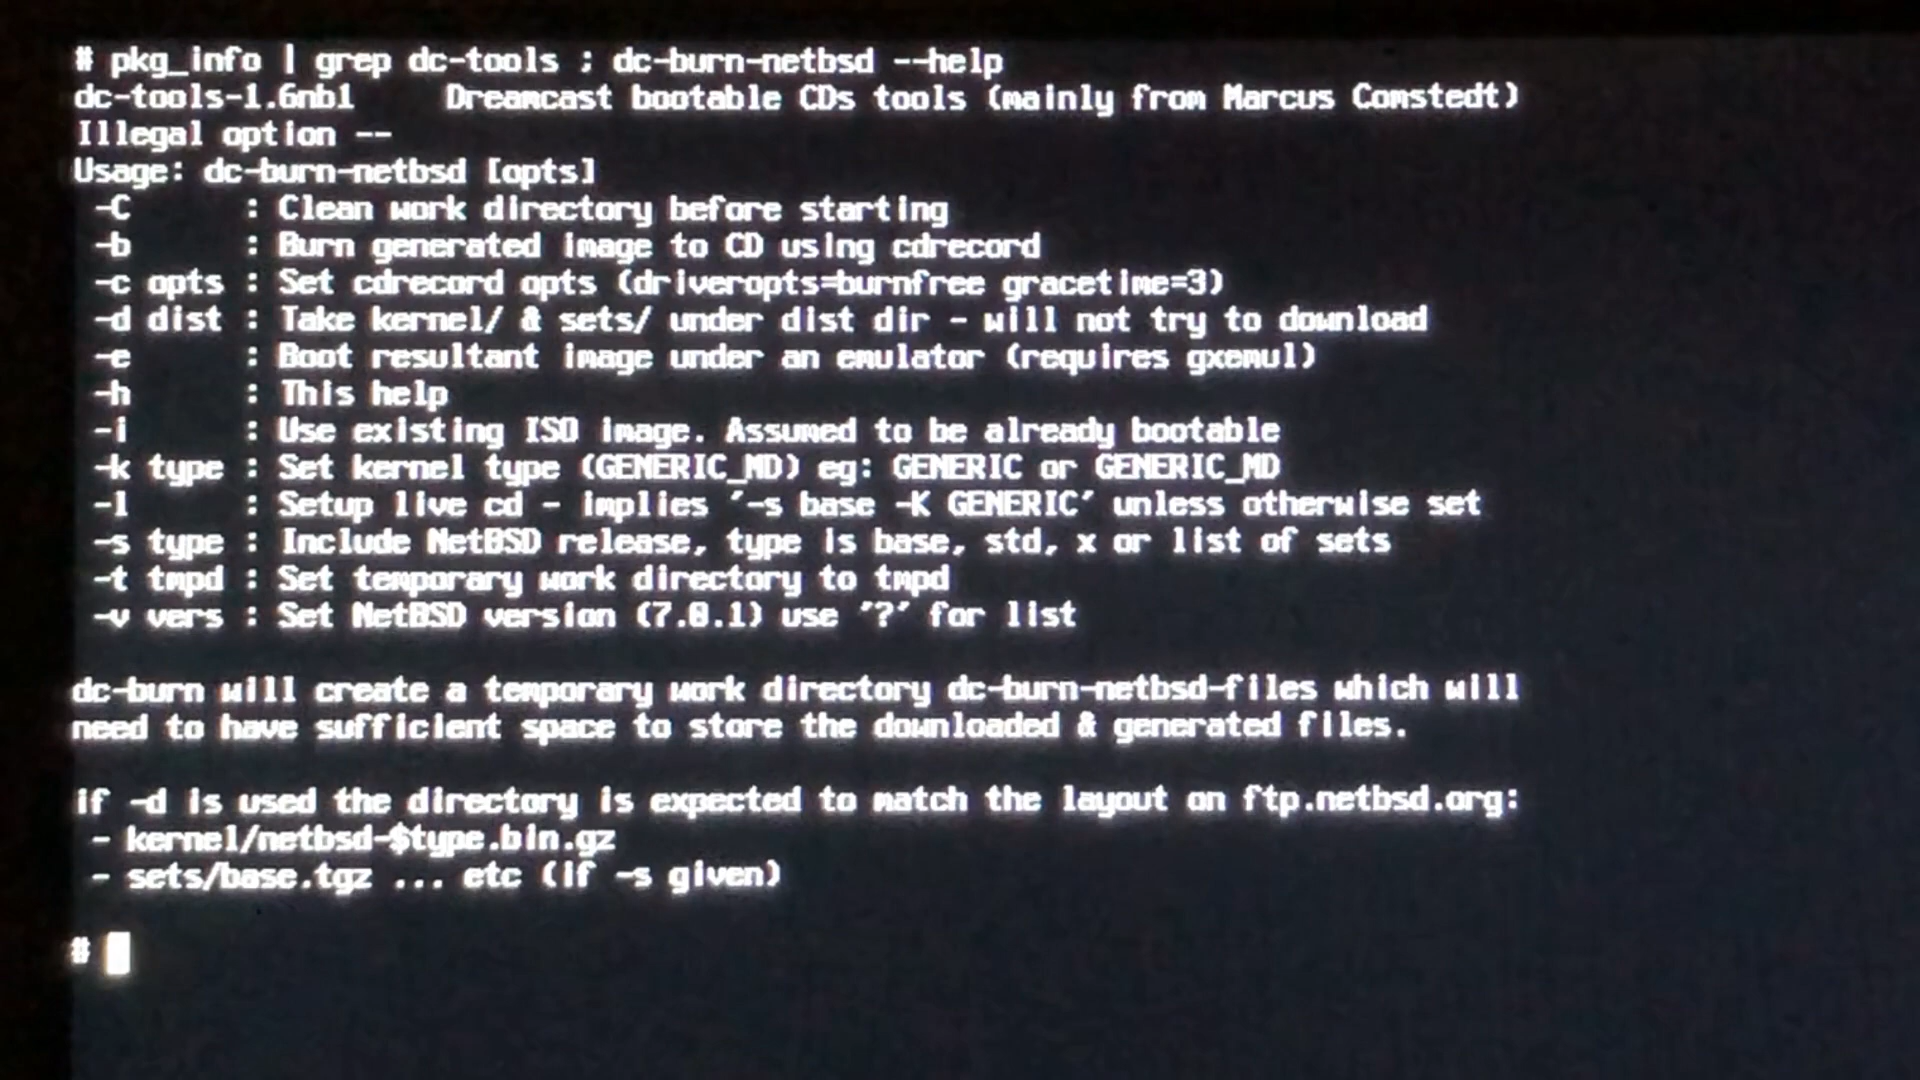 # pkg_info | grep dc-tools ; dc-burn-netbsd --help
dc-tools-1.6nb1     Dreamcast bootable CDs tools (mainly from Marcus Comstedt)
Illegal option --
Usage: dc-burn-netbsd [opts]
 -C      : Clean work directory before starting
 -b      : Burn generated image to CD using cdrecord
 -c opts : Set cdrecord opts (driveropts=burnfree gracetime=3)
 -d dist : Take kernel/ & sets/ under dist dir - will not try to download
 -e      : Boot resultant image under an emulator (requires gxemul)
 -h      : This help
 -i      : Use existing ISO image. Assumed to be already bootable
 -k type : Set kernel type (GENERIC_MD) eg: GENERIC or GENERIC_MD
 -l      : Setup live cd - implies '-s base -K GENERIC' unless otherwise set
 -s type : Include NetBSD release, type is base, std, x or list of sets
 -t tmpd : Set temporary work directory to tmpd
 -v vers : Set NetBSD version (7.0.1) use '?' for list
dc-burn will create a temporary work directory dc-burn-netbsd-files which will
need to have sufficient space to store the downloaded & generated files.
if -d is used the directory is expected to match the layout on ftp.netbsd.org:
 - kernel/netbsd-$type.bin.gz
 - sets/base.tgz ... etc (if -s given)
#